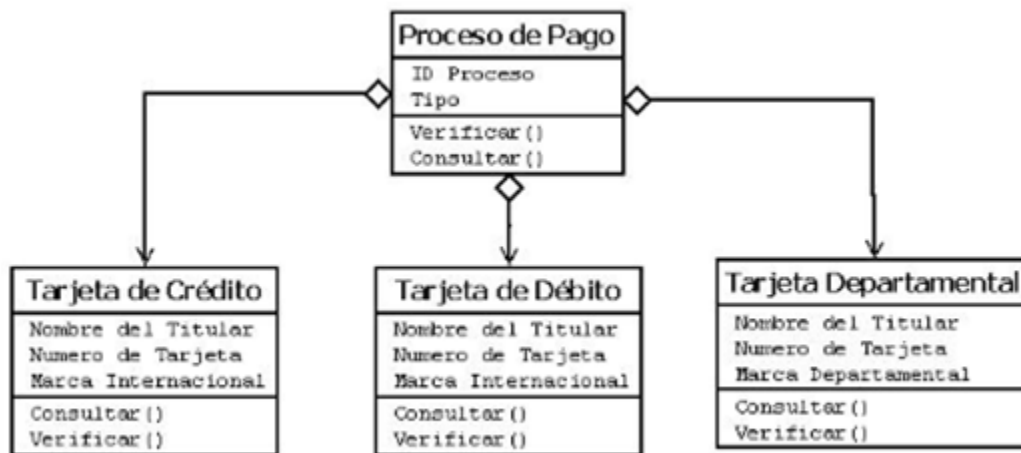 Proceso de Pago
ID Proceso
Tipo
Verificar()
Consultar()
Tarjeta de Crédito
Nombre del Titular
Numero de Tarjeta
Marca Internacional
Consultar()
Verificar()
Tarjeta de Débito
Nombre del Titular
Numero de Tarjeta
Marca Internacional
Consultar()
Verificar()
Tarjeta Departamental
Nombre del Titular
Numero de Tarjeta
Marca Departamental
Consultar()
Verificar()